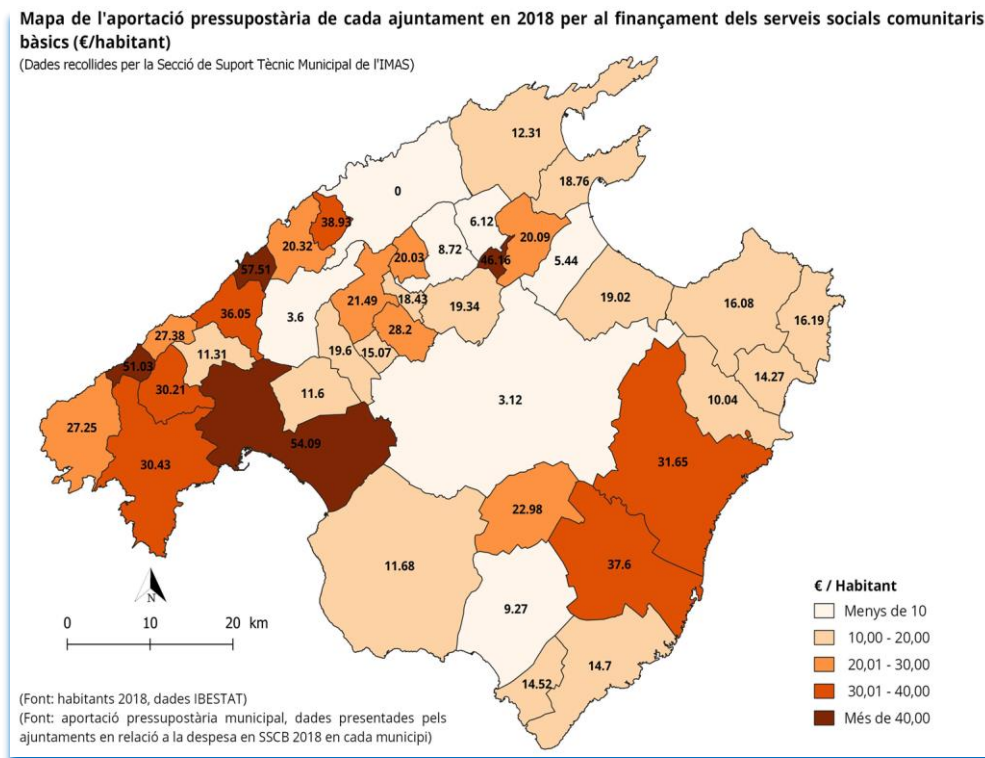 Mapa de l'aportació pressupostària de cada ajuntament en 2018 per al finançament dels serveis socials comunitaris
bàsics (€/habitant)
(Dades recollides per la Secció de Suport Tècnic Municipal de l'IMAS)
12.31
18.76
0
38.93
6.12
20.32
20.09
8.72
20.03
46.16
5.44
57.51
19.02
16.08
21.49
18.43
19.34
36.05
3.6
16.19
28.2
27.38
11.31
19.6
15.07
51.03
14.27
30.21
11.6
3.12
10.04
27.25
54.09
30.43
31.65
22.98
11.68
37.6
9.27
14.7
14.52
N
0 10 20 km
€ / Habitant
Menys de 10
10,00 - 20,00
20,01 - 30,00
30,01 - 40,00
Més de 40,00
(Font: habitants 2018, dades IBESTAT)
(Font: aportació pressupostària municipal, dades presentades pels
ajuntaments en relació a la despesa en SSCB 2018 en cada municipi)